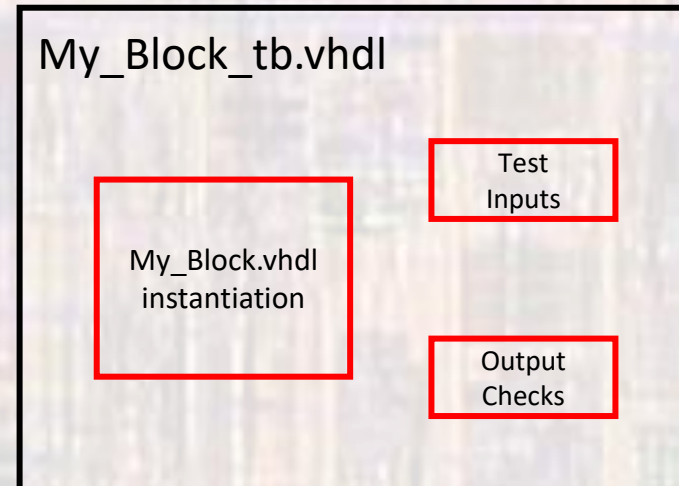 My_Block_tb.vhdl
Test
Inputs
My_Block.vhdl
instantiation
Output
Checks